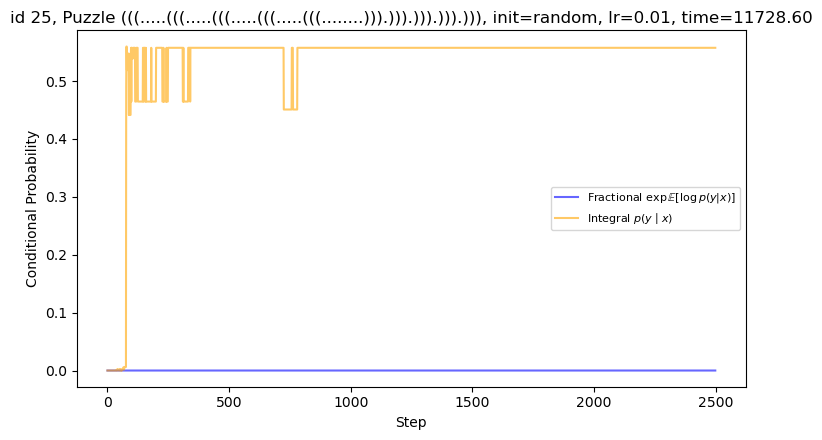 id 25, Puzzle (((.....(((.....(((.....(((.....(((........))).))).))).))).))), init=random, lr=0.01, time=11728.60
Conditional Probability
0.5
0.4
0.3
0.2
0.1
0.0
Fractional exp𝔼[log p(y|x)]
Integral p(y | x)
0 500 1000 1500 2000 2500
Step